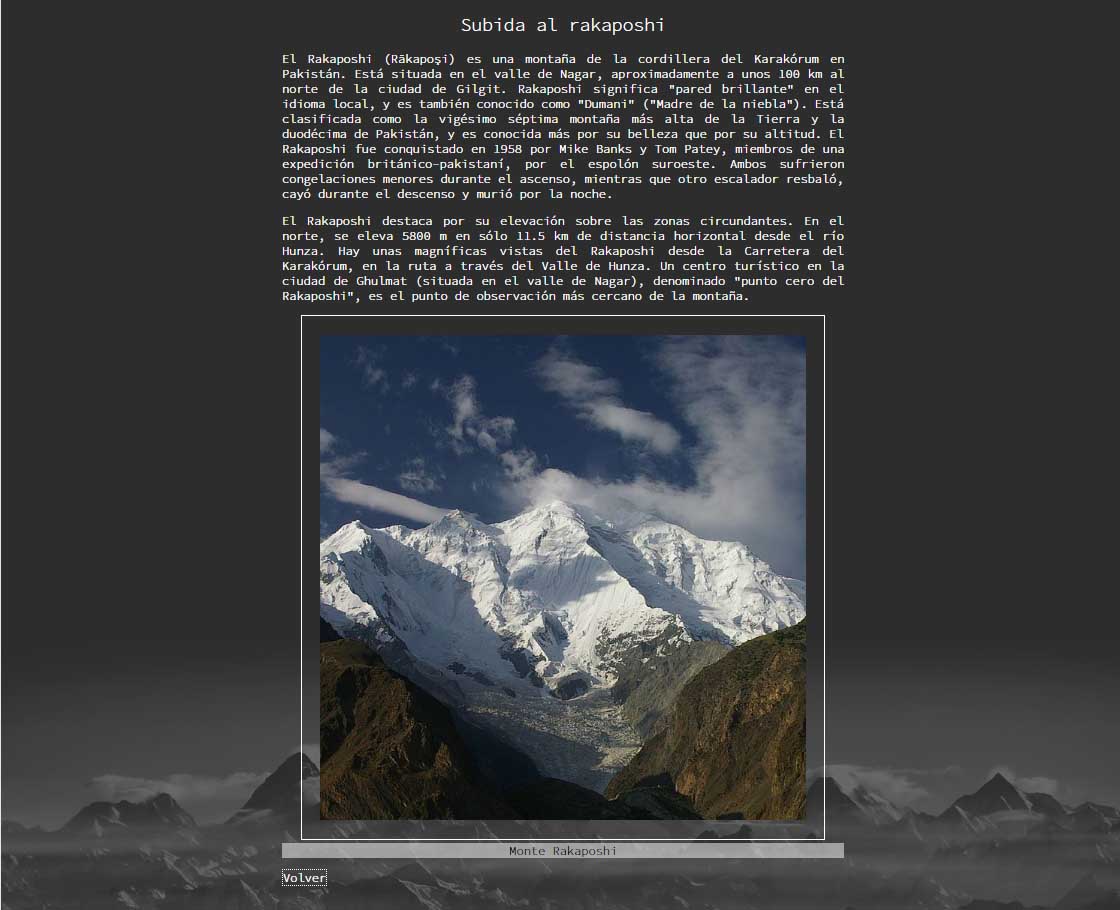 Subida al rakaposhi
El Rakaposhi (Rākapoşi) es una montaña de la cordillera del Karakórum en
Pakistán. Está situada en el valle de Nagar, aproximadamente a unos 100 km al
norte de la ciudad de Gilgit. Rakaposhi significa "pared brillante" en el
idioma local, y es también conocido como "Dumani" ("Madre de la niebla"). Está
clasificada como la vigésimo séptima montaña más alta de la Tierra y la
duodécima de Pakistán, y es conocida más por su belleza que por su altitud. El
Rakaposhi fue conquistado en 1958 por Mike Banks y Tom Patey, miembros de una
expedición británico-pakistaní, por el espolón suroeste. Ambos sufrieron
congelaciones menores durante el ascenso, mientras que otro escalador resbaló,
cayó durante el descenso y murió por la noche.
El Rakaposhi destaca por su elevación sobre las zonas circundantes. En el
norte, se eleva 5800 m en sólo 11.5 km de distancia horizontal desde el río
Hunza. Hay unas magníficas vistas del Rakaposhi desde la Carretera del
Karakórum, en la ruta a través del Valle de Hunza. Un centro turístico en la
ciudad de Ghulmat (situada en el valle de Nagar), denominado "punto cero del
Rakaposhi", es el punto de observación más cercano de la montaña.
Monte Rakaposhi
Volver